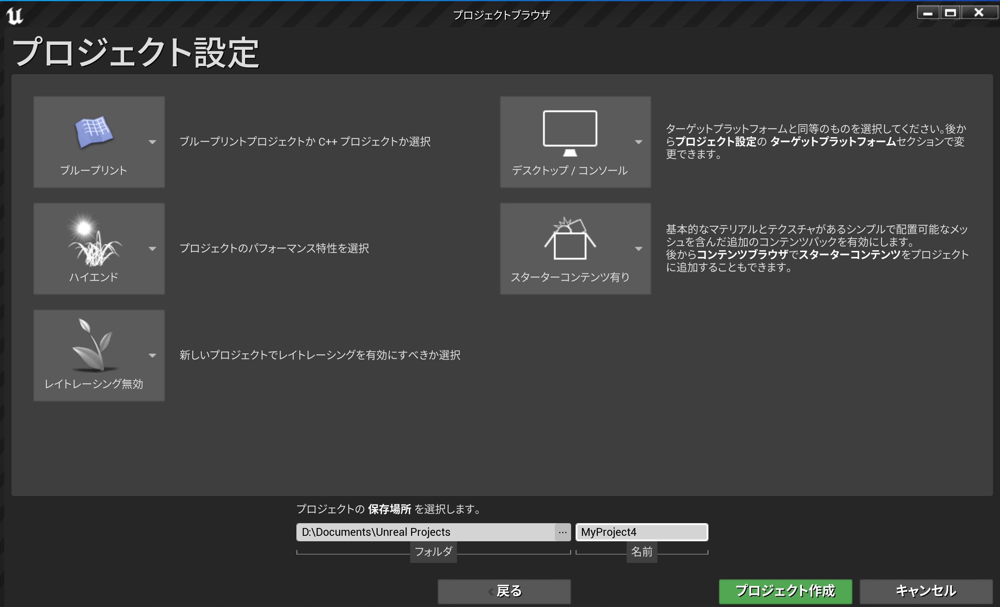 プロジェクトブラウザ
プロジェクト設定
ブループリント
ブループリントプロジェクトか C++ プロジェクトか選択
デスクトップ / コンソール
ターゲットプラットフォームと同等のものを選択してください。後か
らプロジェクト設定の ターゲットプラットフォームセクションで変
更できます。
ハイエンド
プロジェクトのパフォーマンス特性を選択
スターターコンテンツ有り
基本的なマテリアルとテクスチャがあるシンプルで配置可能なメッ
シュを含んだ追加のコンテンツパックを有効にします。
後からコンテンツブラウザでスターターコンテンツをプロジェクト
に追加することもできます。
レイトレーシング無効
新しいプロジェクトでレイトレーシングを有効にすべきか選択
プロジェクトの 保存場所 を選択します。
D:\Documents\Unreal Projects
...
MyProject4
フォルダ
名前
戻る
プロジェクト作成
キャンセル